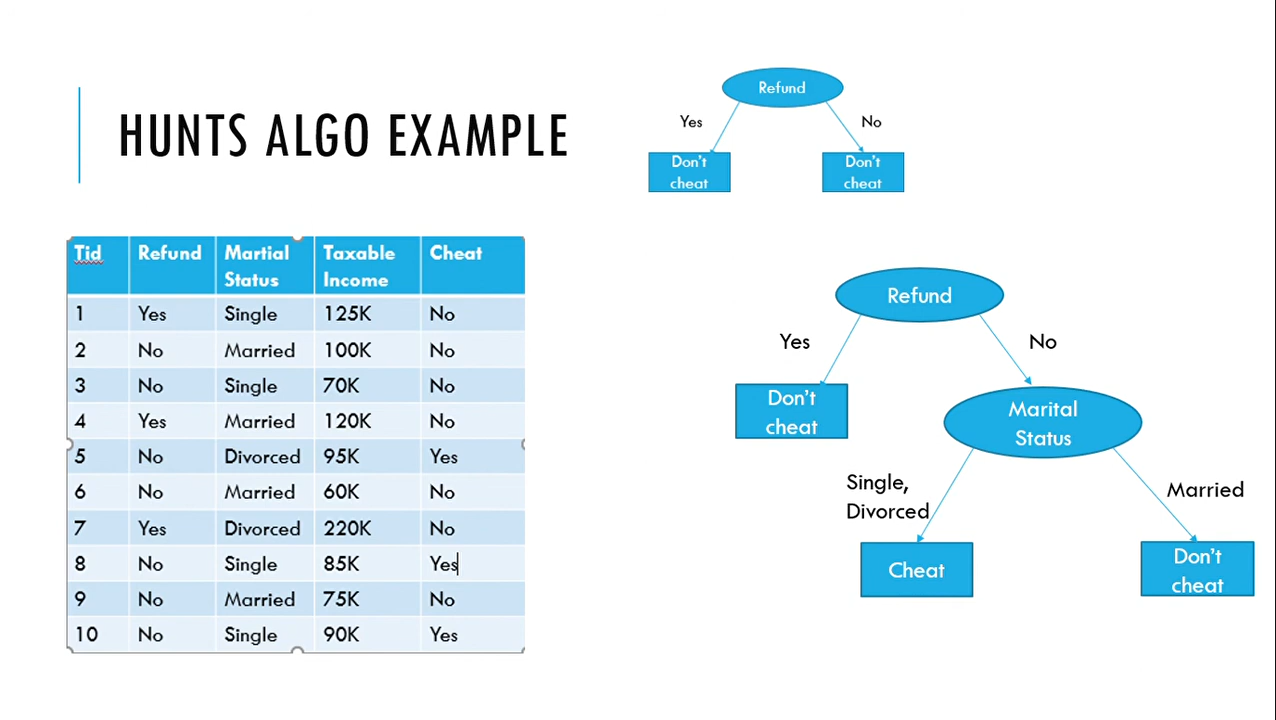 HUNTS ALGO EXAMPLE
Refund
Yes No
Don't
cheat
Don't
cheat
Tid Refund Martial Status Taxable Income Cheat
1 Yes Single 125K No
2 No Married 100K No
3 No Single 70K No
4 Yes Married 120K No
5 No Divorced 95K Yes
6 No Married 60K No
7 Yes Divorced 220K No
8 No Single 85K Yes
9 No Married 75K No
10 No Single 90K Yes
Refund
Yes No
Don't
cheat
Marital
Status
Single,
Divorced
Married
Cheat
Don't
cheat